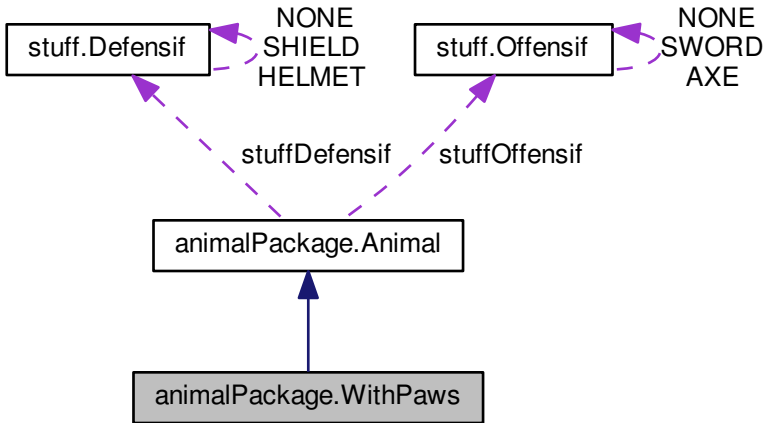 NONE
stuff.Defensif
SHIELD
HELMET
NONE
stuff.Offensif
SWORD
AXE
stuffDefensif
stuffOffensif
animalPackage.Animal
animalPackage.WithPaws